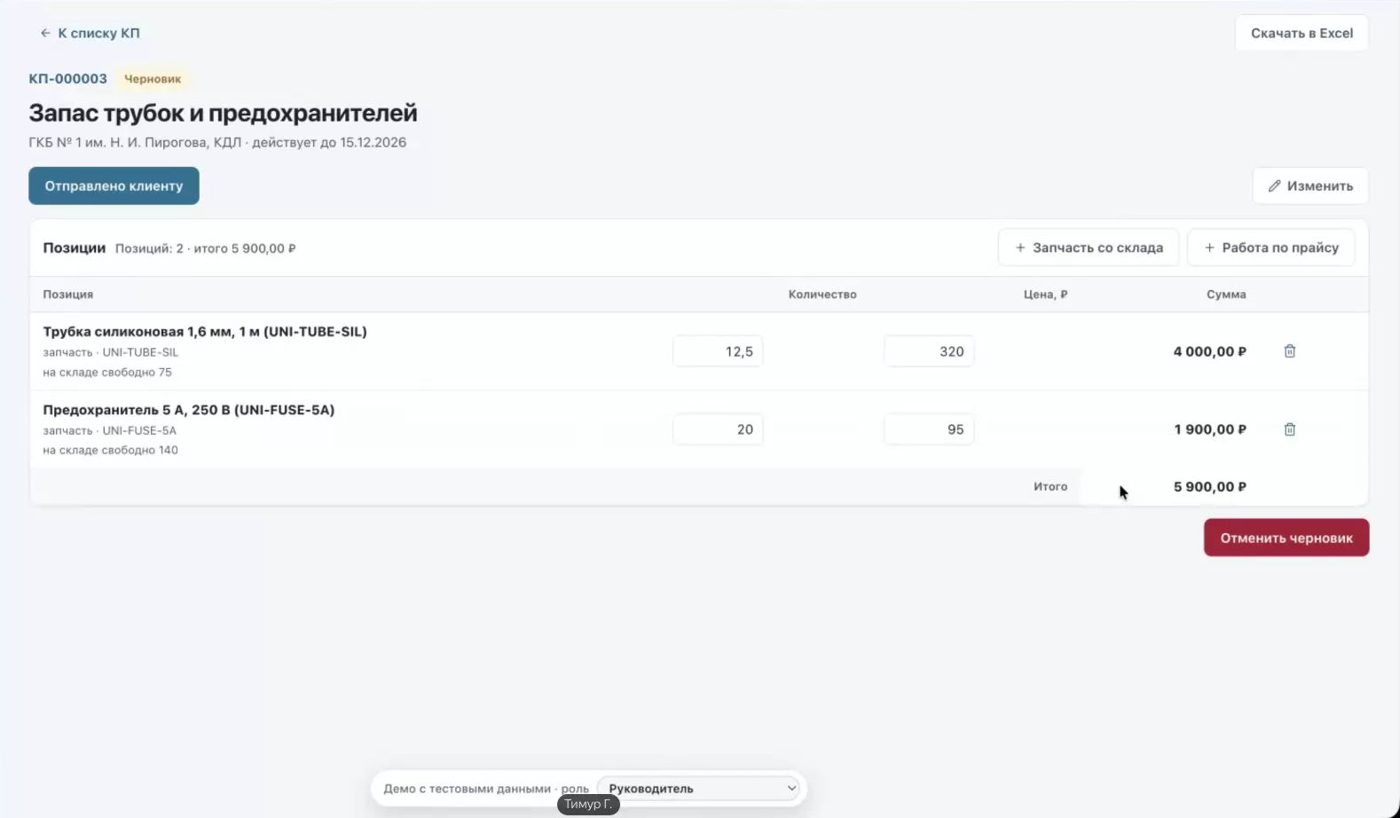 ← К списку КП
Скачать в Excel
КП-000003 Черновик
Запас трубок и предохранителей
ГКБ № 1 им. Н. И. Пирогова, КДЛ · действует до 15.12.2026
Отправлено клиенту
Изменить
Позиции Позиций: 2 · итого 5 900,00 ₽
+ Запчасть со склада
+ Работа по прайсу
Позиция Количество Цена, ₽ Сумма
Трубка силиконовая 1,6 мм, 1 м (UNI-TUBE-SIL)
запчасть · UNI-TUBE-SIL
на складе свободно 75
12,5 320 4 000,00 ₽
Предохранитель 5 А, 250 В (UNI-FUSE-5A)
запчасть · UNI-FUSE-5A
на складе свободно 140
20 95 1 900,00 ₽
Итого 5 900,00 ₽
Отменить черновик
Демо с тестовыми данными · роль Руководитель
Тимур Г.